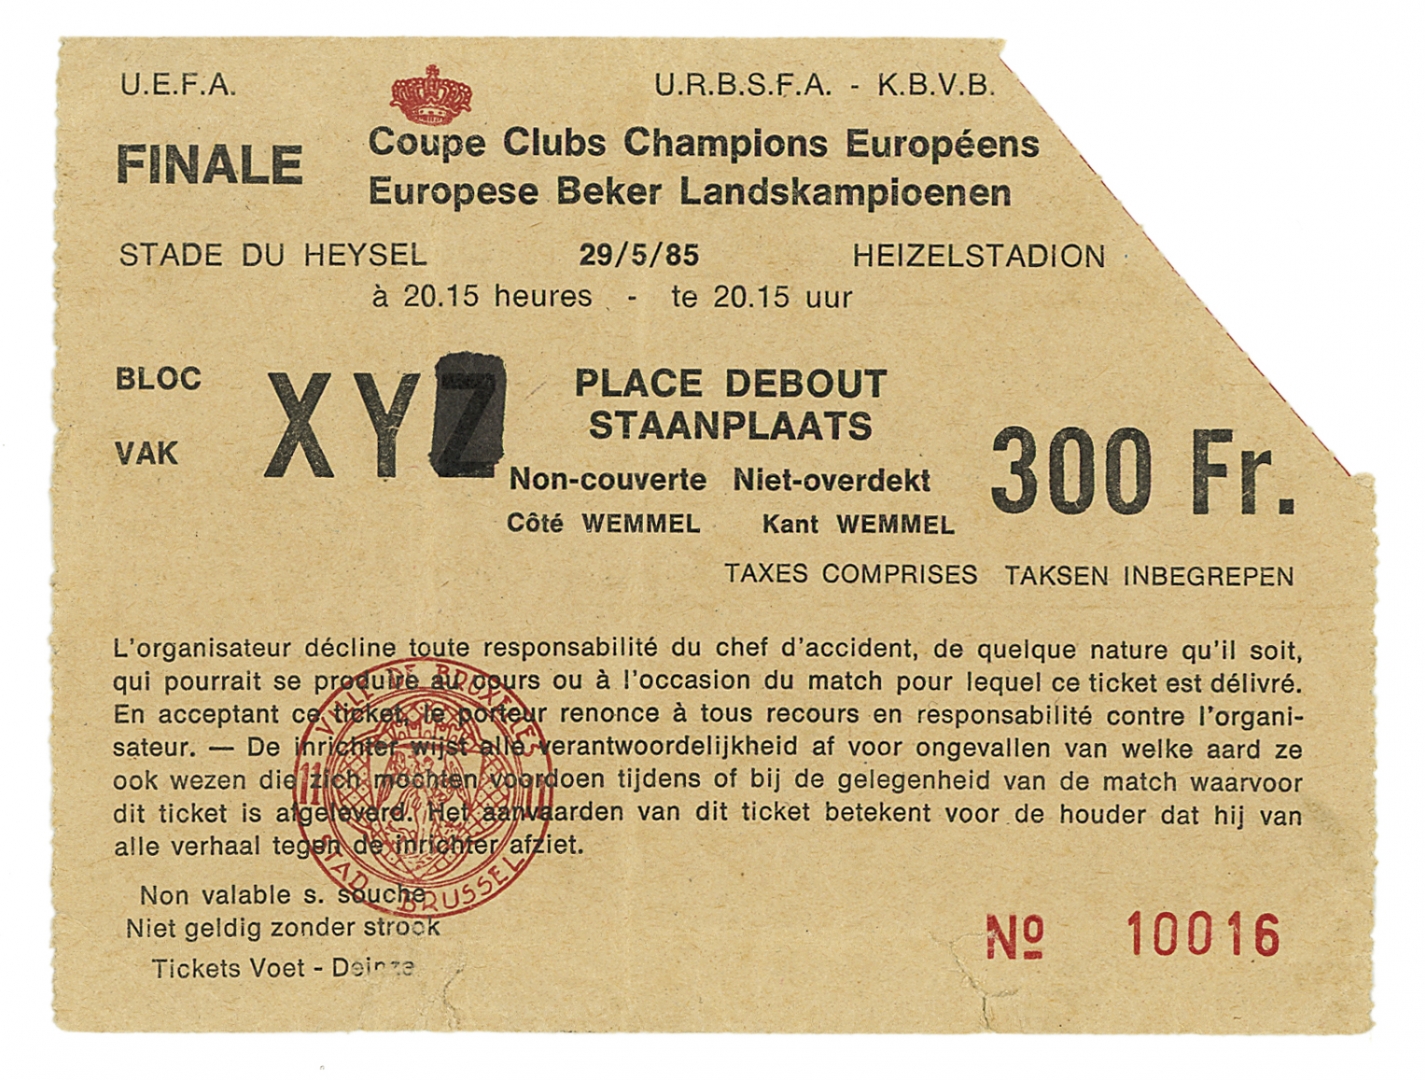 U.E.F.A. U.R.B.S.F.A. - K.B.V.B.
FINALE
Coupe Clubs Champions Européens
Europese Beker Landskampioenen
STADE DU HEYSEL 29/5/85 HEIZELSTADION
à 20.15 heures - te 20.15 uur
BLOC
VAK
XYZ
PLACE DEBOUT
STAANPLAATS
Non-couverte Niet-overdekt
Côté WEMMEL Kant WEMMEL
300 Fr.
TAXES COMPRISES TAKSEN INBEGREPEN
L'organisateur décline toute responsabilité du chef d'accident, de quelque nature qu'il soit,
qui pourrait se produire au cours ou à l'occasion du match pour lequel ce ticket est délivré.
En acceptant ce ticket, le porteur renonce à tous recours en responsabilité contre l'organi-
sateur. — De inrichter wijst alle verantwoordelijkheid af voor ongevallen van welke aard ze
ook wezen die zich mochten voordoen tijdens of bij de gelegenheid van de match waarvoor
dit ticket is afgeleverd. Het aanvaarden van dit ticket betekent voor de houder dat hij van
alle verhaal tegen de inrichter afziet.
VILLE DE BRUXELLES
11
STAD BRUSSEL
Non valable s. souche
Niet geldig zonder strook
Tickets Voet - Deinze
Nº 10016